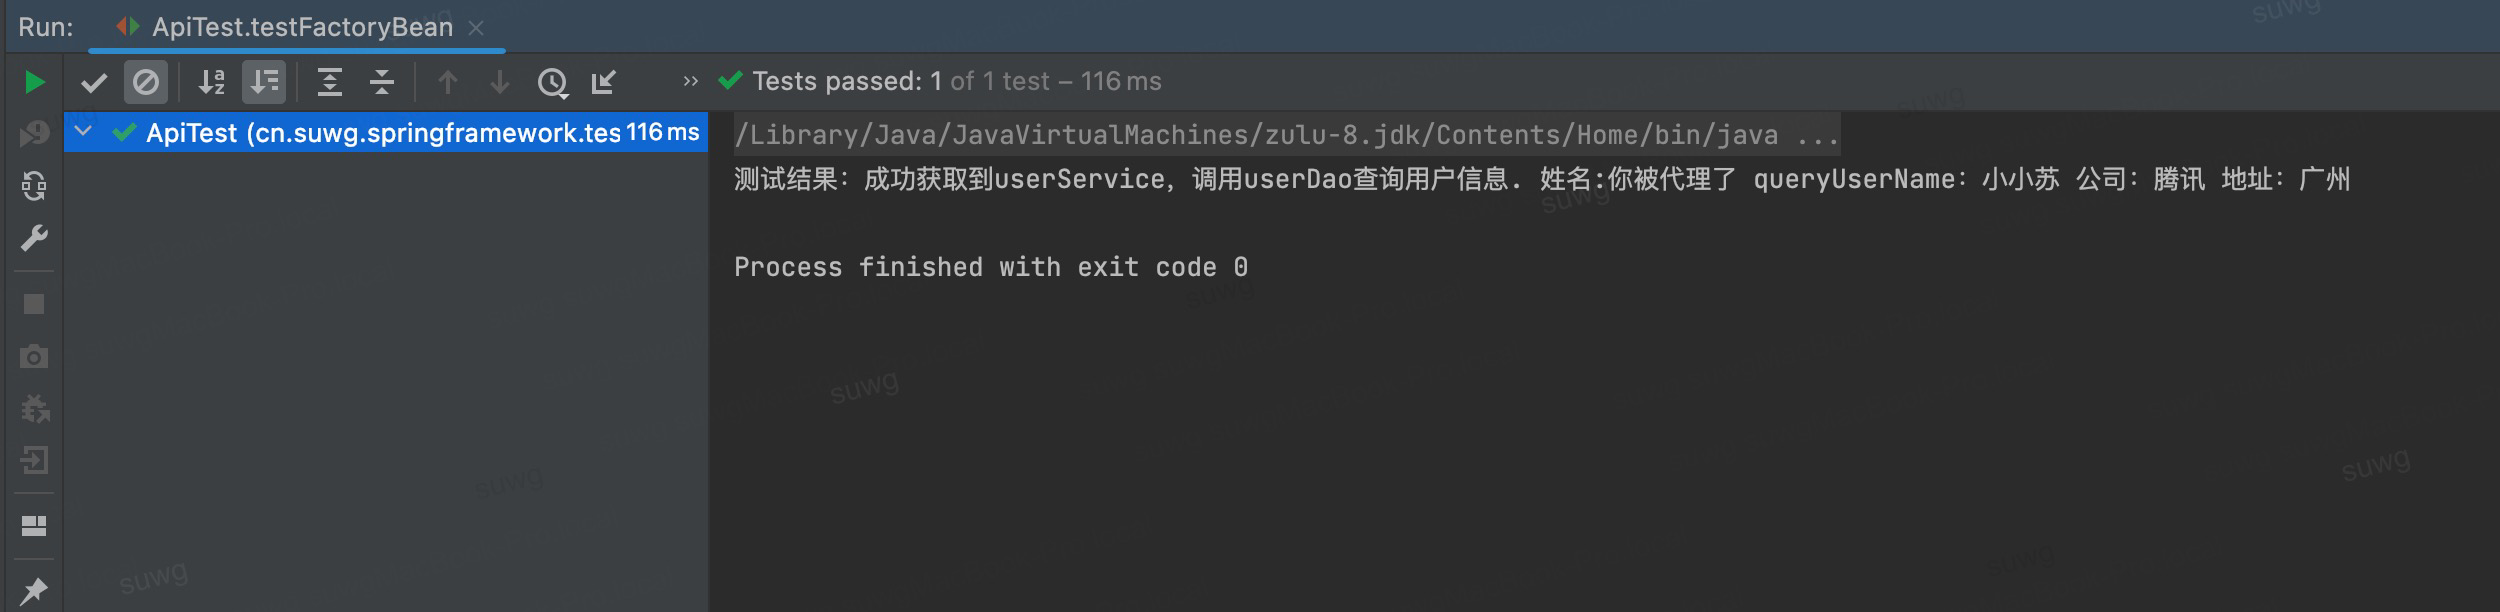 Run: ApiTest.testFactoryBean
Tests passed: 1 of 1 test – 116 ms
ApiTest (cn.suwg.springframework.tes 116 ms
/Library/Java/JavaVirtualMachines/zulu-8.jdk/Contents/Home/bin/java ...
测试结果：成功获取到userService, 调用userDao查询用户信息. 姓名:你被代理了 queryUserName：小小苏 公司：腾讯 地址：广州
Process finished with exit code 0
suwg
suwg
suwg
suwg
suwg
suwg
suwg
suwg
suwg